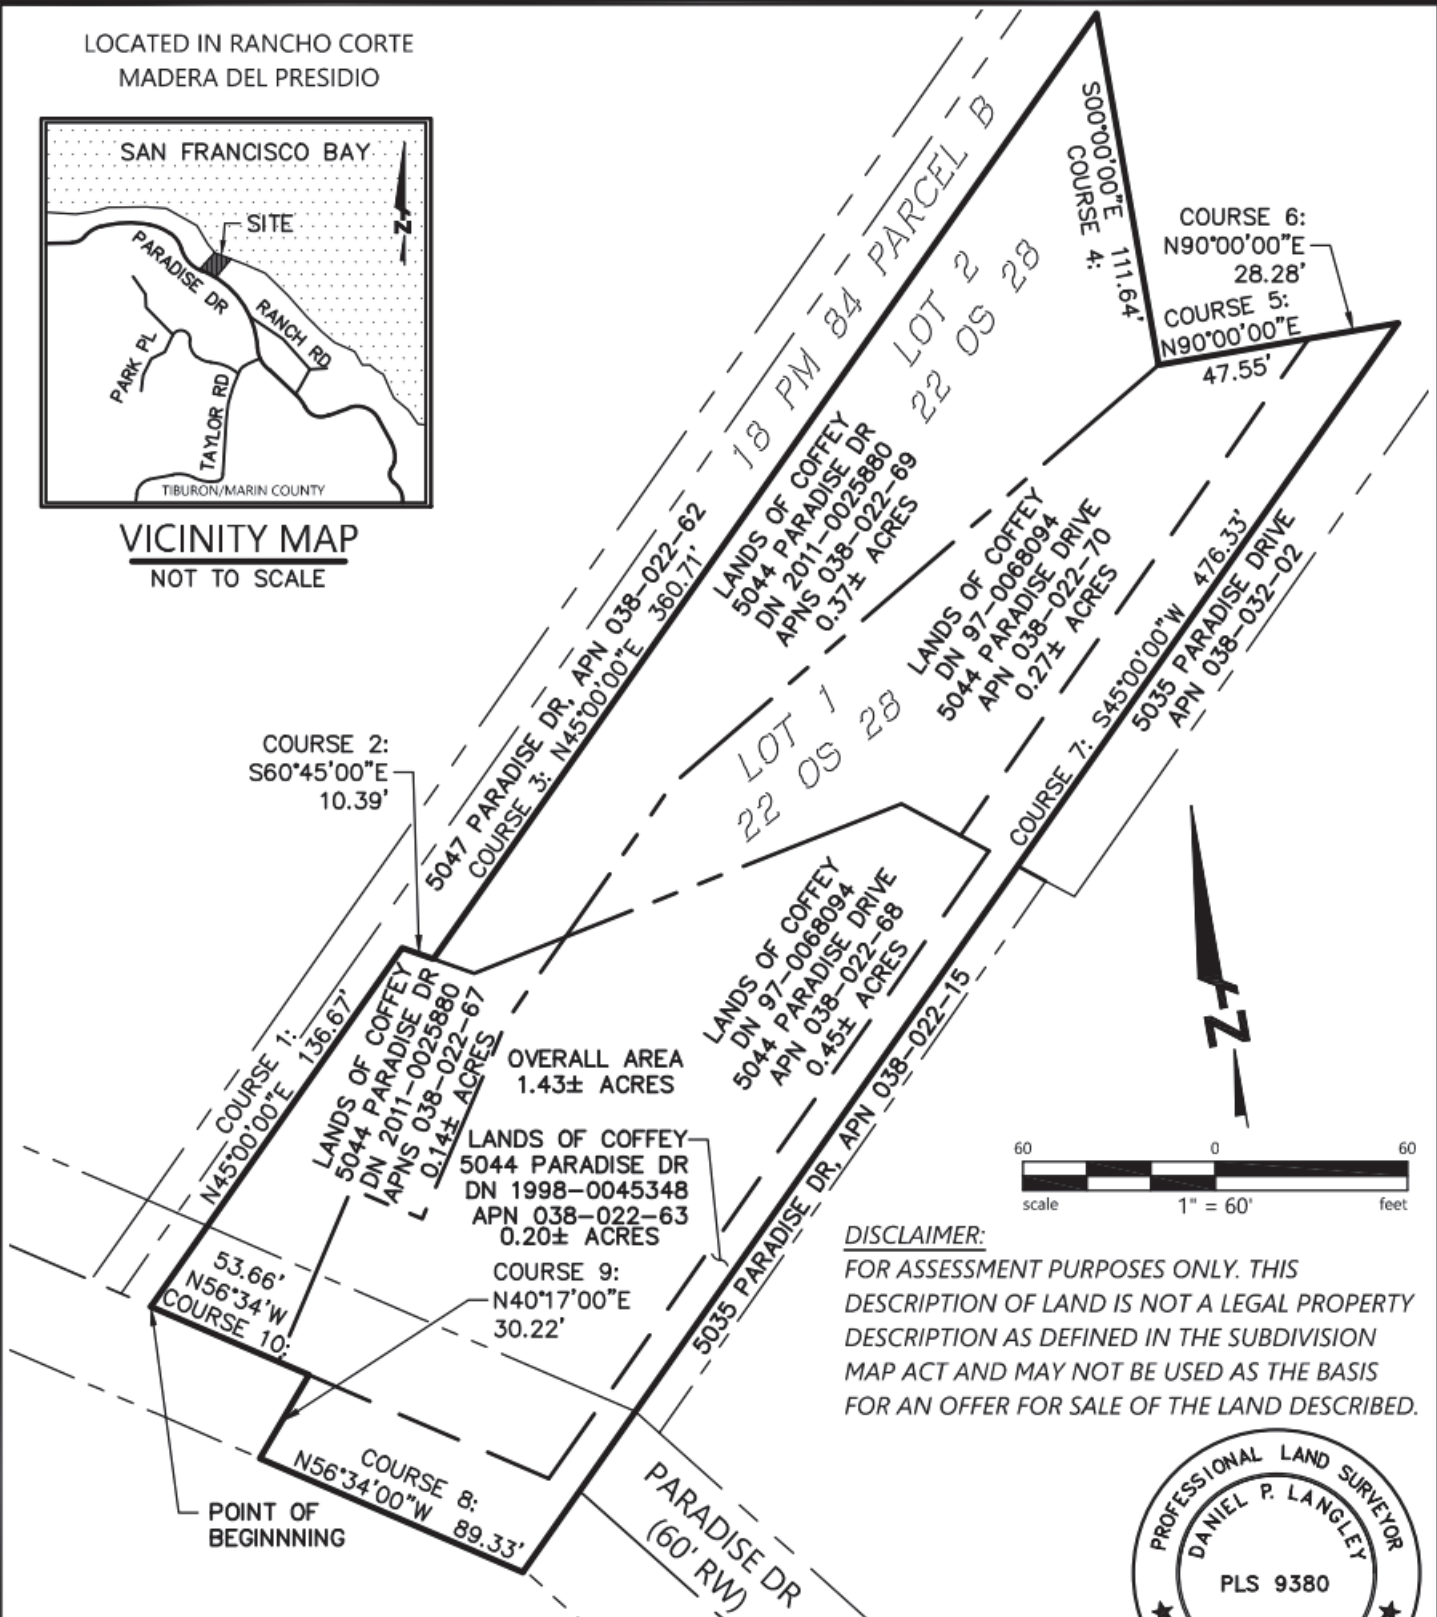 LOCATED IN RANCHO CORTE
MADERA DEL PRESIDIO
SAN FRANCISCO BAY
SITE
PARADISE DR
RANCH RD
PARK PL
TAYLOR RD
TIBURON/MARIN COUNTY
N
VICINITY MAP
NOT TO SCALE
18 PM 84 PARCEL B
S00°00'00"E 111.64'
COURSE 4:
COURSE 6:
N90°00'00"E
28.28'
COURSE 5:
N90°00'00"E
47.55'
LOT 2
22 OS 28
LANDS OF COFFEY
5044 PARADISE DR
DN 2011-0025880
APNS 038-022-69
0.37± ACRES
LANDS OF COFFEY
DN 97-0068094
5044 PARADISE DRIVE
APN 038-022-70
0.27± ACRES
5047 PARADISE DR, APN 038-022-62
COURSE 3: N45°00'00"E 360.71'
COURSE 7: S45°00'00"W 476.33'
5035 PARADISE DRIVE
APN 038-032-02
LOT 1
22 OS 28
COURSE 2:
S60°45'00"E
10.39'
LANDS OF COFFEY
DN 97-0068094
5044 PARADISE DRIVE
APN 038-022-68
0.45± ACRES
COURSE 1:
N45°00'00"E 136.67'
LANDS OF COFFEY
5044 PARADISE DR
DN 2011-0025880
APNS 038-022-67
0.14± ACRES
OVERALL AREA
1.43± ACRES
LANDS OF COFFEY
5044 PARADISE DR
DN 1998-0045348
APN 038-022-63
0.20± ACRES
5035 PARADISE DR, APN 038-022-15
N
60 0 60
scale 1" = 60' feet
COURSE 9:
N40°17'00"E
30.22'
53.66'
N56°34'W
COURSE 10:
COURSE 8:
N56°34'00"W 89.33'
POINT OF
BEGINNNING
PARADISE DR
(60' RW)
DISCLAIMER:
FOR ASSESSMENT PURPOSES ONLY. THIS
DESCRIPTION OF LAND IS NOT A LEGAL PROPERTY
DESCRIPTION AS DEFINED IN THE SUBDIVISION
MAP ACT AND MAY NOT BE USED AS THE BASIS
FOR AN OFFER FOR SALE OF THE LAND DESCRIBED.
PROFESSIONAL LAND SURVEYOR
DANIEL P. LANGLEY
PLS 9380